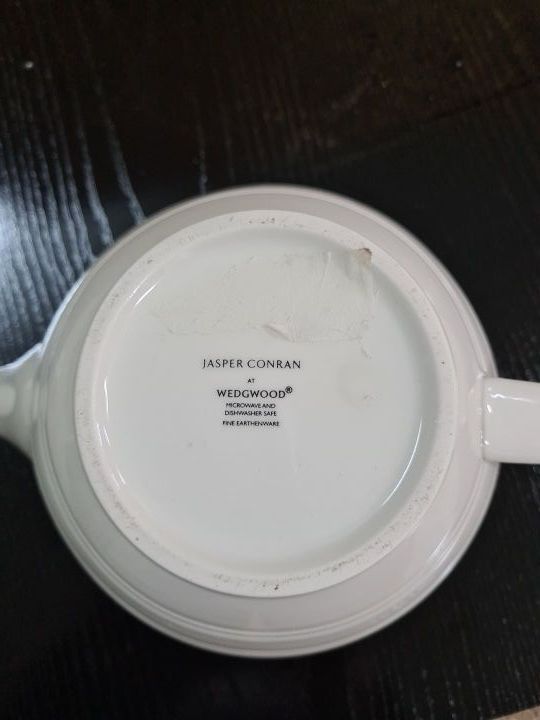 JASPER CONRAN
AT
WEDGWOOD®
MICROWAVE AND
DISHWASHER SAFE
FINE EARTHENWARE